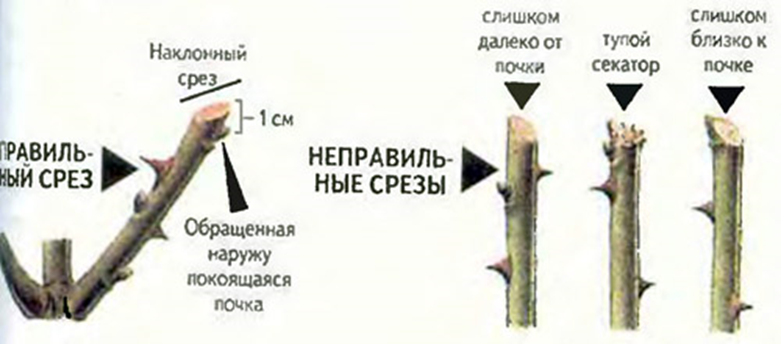 Наклонный
срез
1 см
ПРАВИЛЬ-
НЫЙ СРЕЗ
Обращенная
наружу
покоящаяся
почка
НЕПРАВИЛЬ-
НЫЕ СРЕЗЫ
слишком
далеко от
почки
тупой
секатор
слишком
близко к
почке